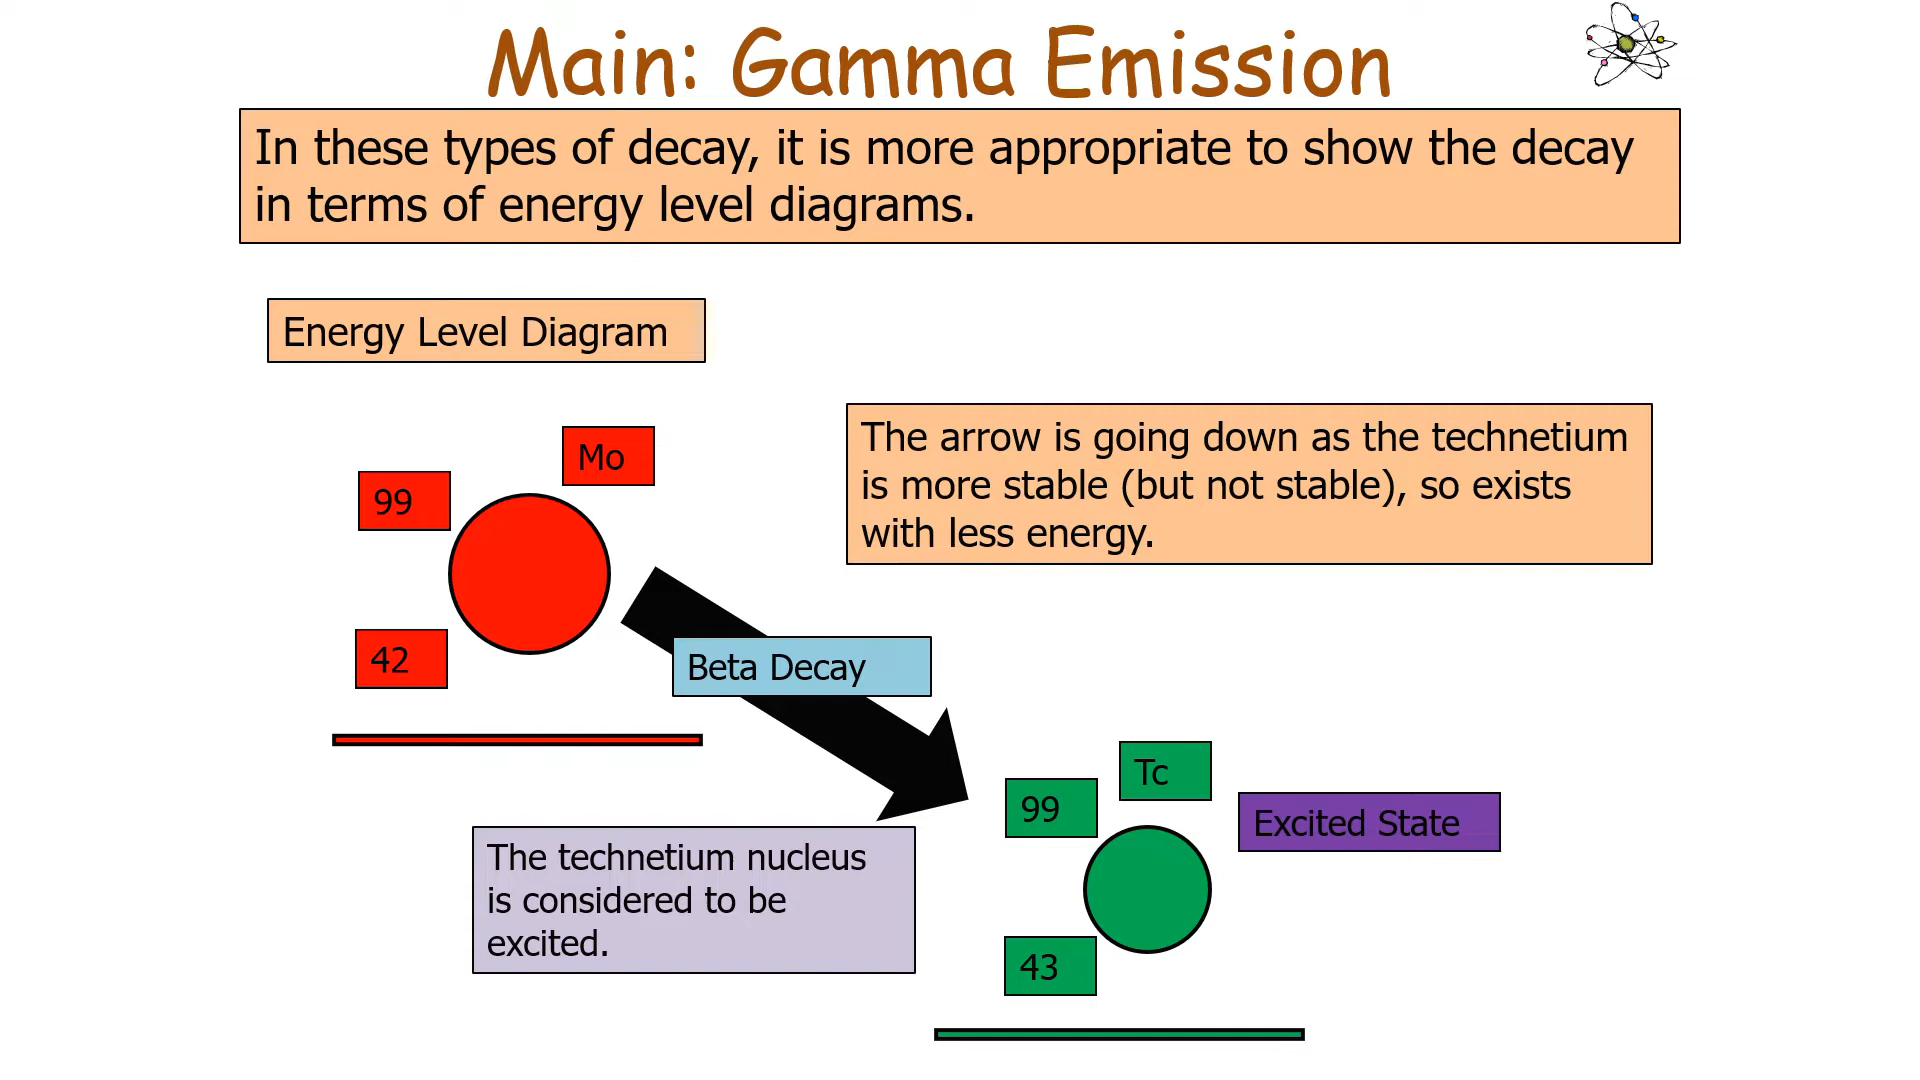 Main: Gamma Emission
In these types of decay, it is more appropriate to show the decay
in terms of energy level diagrams.
Energy Level Diagram
Mo
99
42
The arrow is going down as the technetium
is more stable (but not stable), so exists
with less energy.
Beta Decay
The technetium nucleus
is considered to be
excited.
Tc
99
Excited State
43